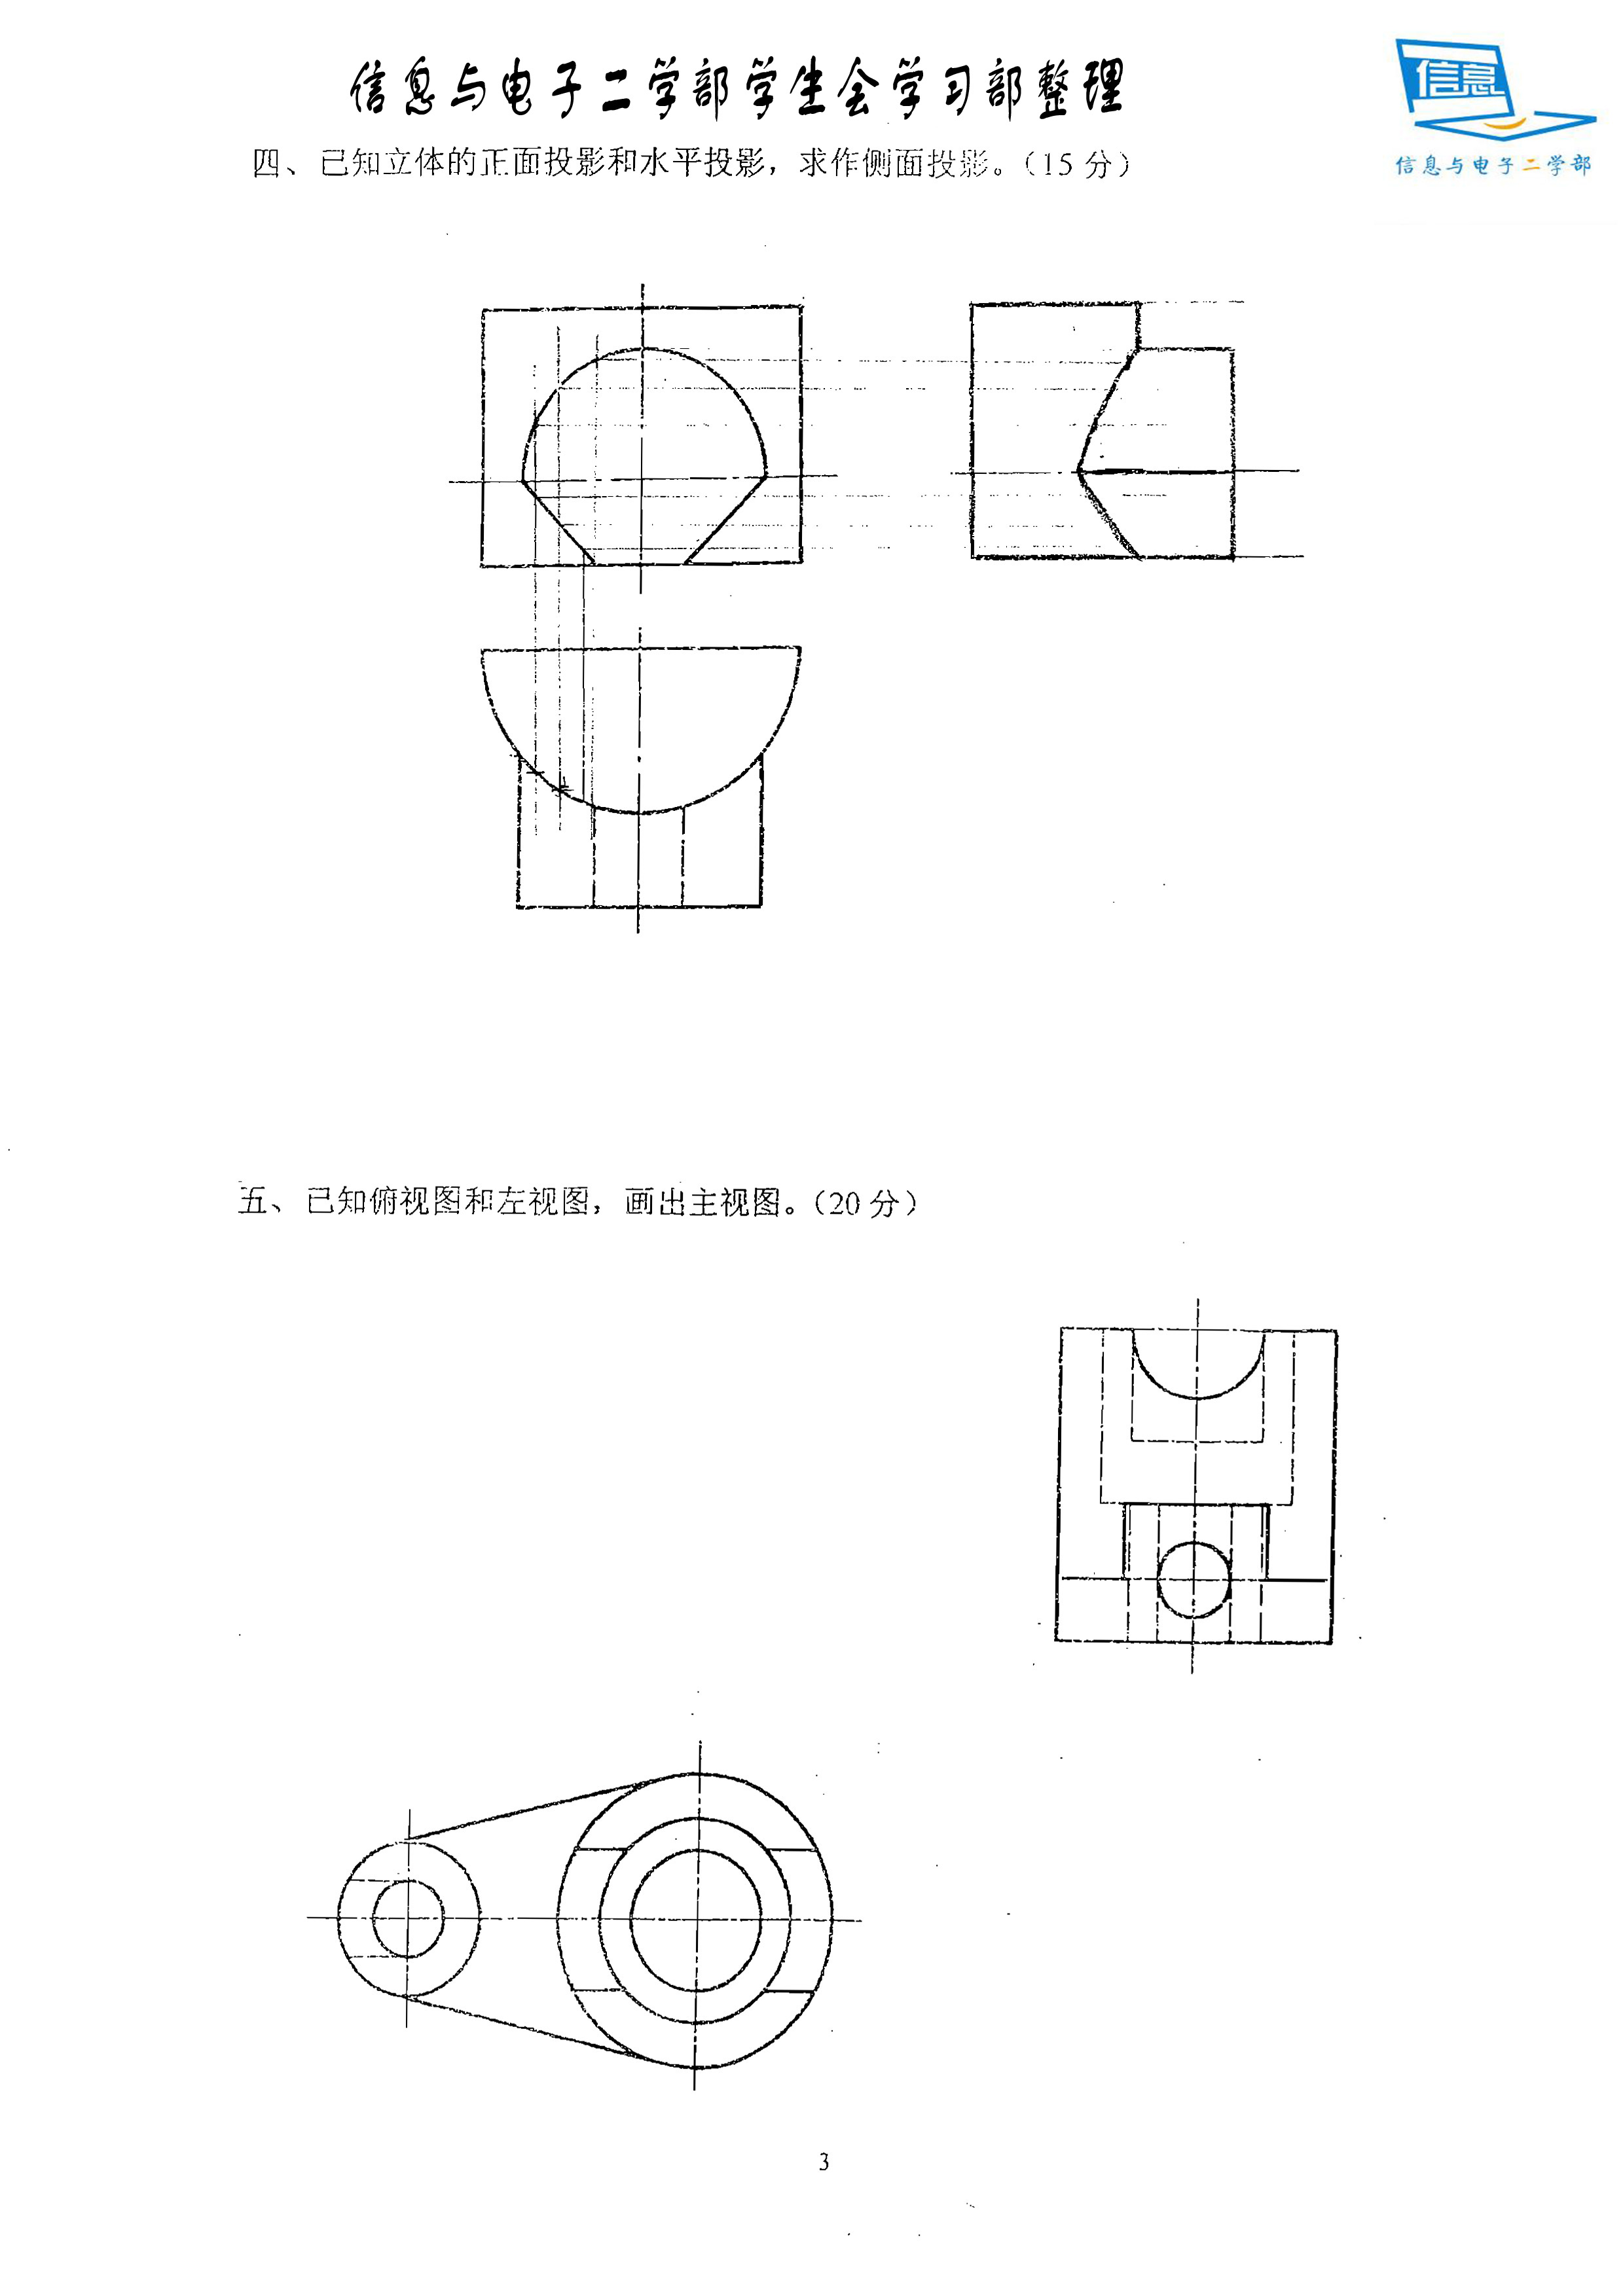 信息与电子二学部学生会学习部整理
信息
信息与电子二学部
四、已知立体的正面投影和水平投影，求作侧面投影。（15 分）
五、已知俯视图和左视图，画出主视图。（20 分）
3